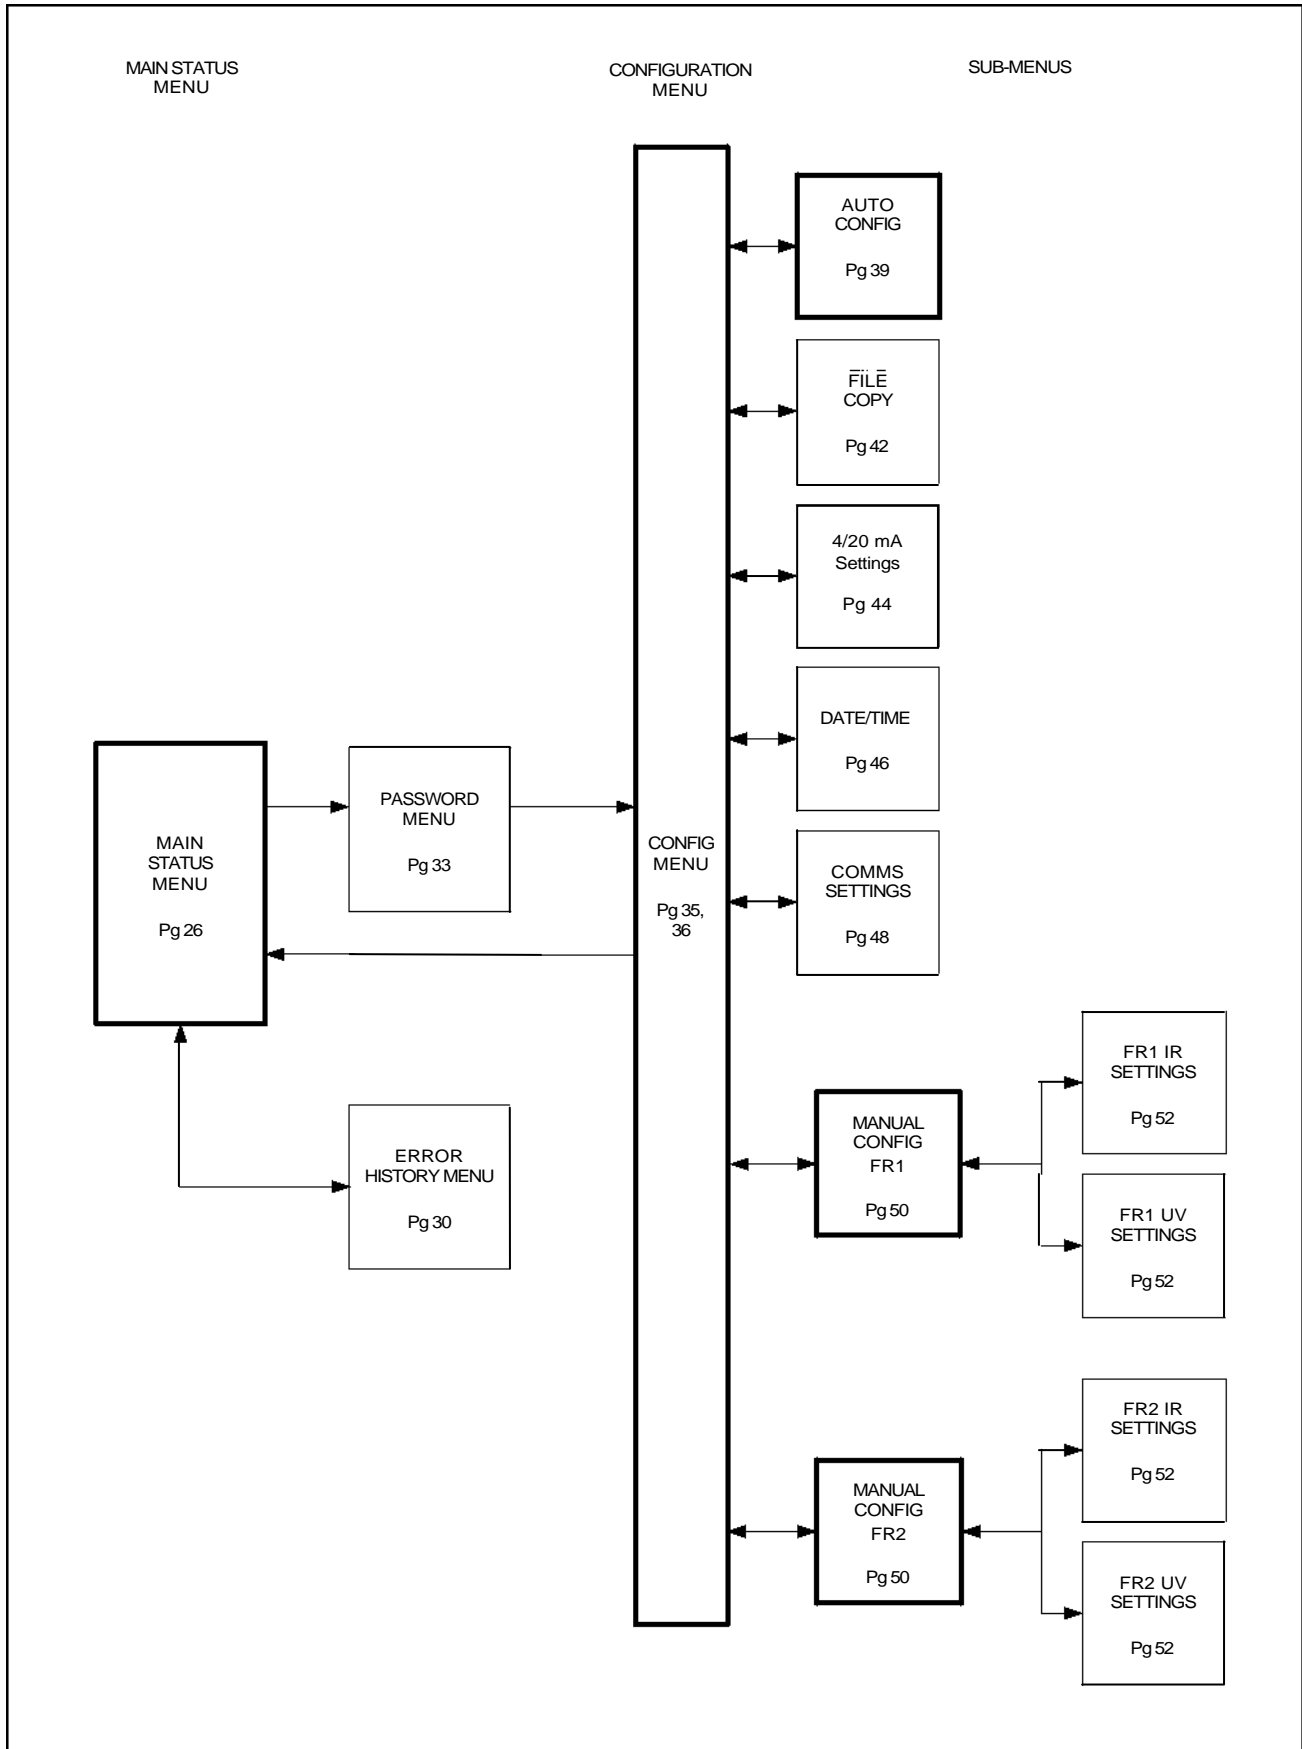 MAIN STATUS
MENU
CONFIGURATION
MENU
SUB-MENUS
AUTO
CONFIG
Pg 39
FILE
COPY
Pg 42
4/20 mA
Settings
Pg 44
DATE/TIME
Pg 46
COMMS
SETTINGS
Pg 48
MAIN
STATUS
MENU
Pg 26
PASSWORD
MENU
Pg 33
CONFIG
MENU
Pg 35,
36
ERROR
HISTORY MENU
Pg 30
MANUAL
CONFIG
FR1
Pg 50
FR1 IR
SETTINGS
Pg 52
FR1 UV
SETTINGS
Pg 52
MANUAL
CONFIG
FR2
Pg 50
FR2 IR
SETTINGS
Pg 52
FR2 UV
SETTINGS
Pg 52